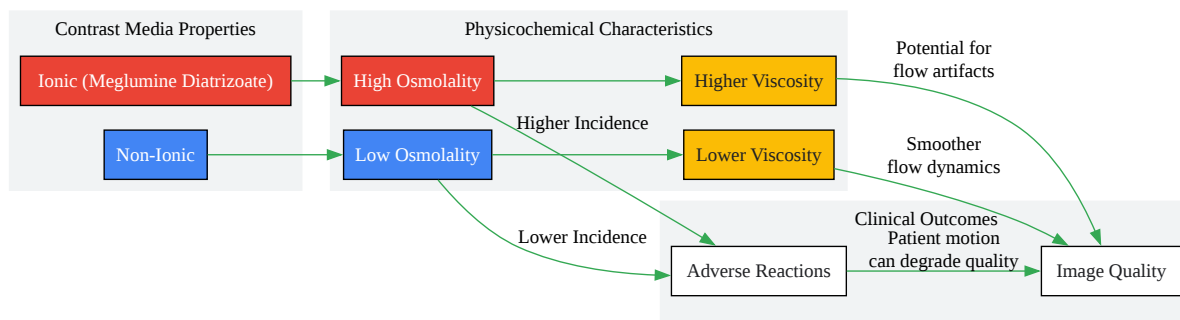 Contrast Media Properties
Physicochemical Characteristics
Ionic (Meglumine Diatrizoate)
High Osmolality
Higher Viscosity
Potential for
flow artifacts
Higher Incidence
Non-Ionic
Low Osmolality
Lower Viscosity
Smoother
flow dynamics
Lower Incidence
Clinical Outcomes
Adverse Reactions
Patient motion
can degrade quality
Image Quality